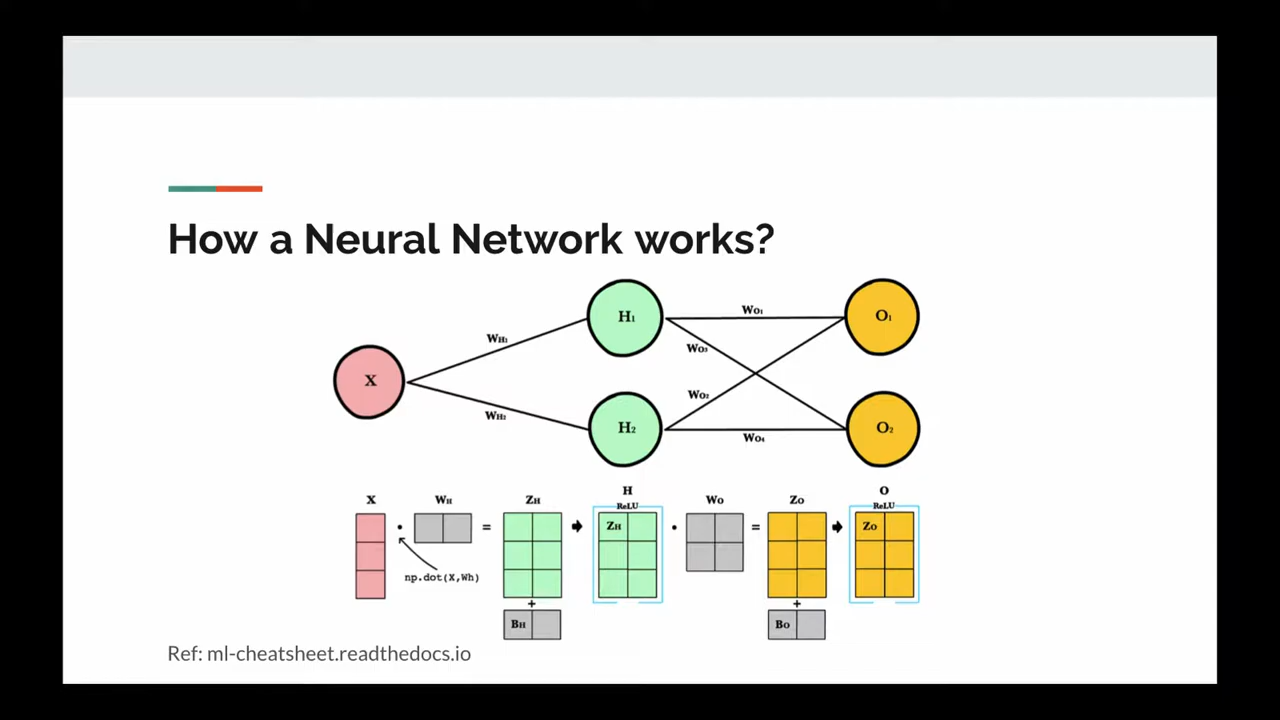 How a Neural Network works?
X
WH₁
WH₂
H₁
H₂
WO₁
WO₃
WO₂
WO₄
O₁
O₂
X
WH
ZH
H
ReLU
WO
ZO
O
ReLU
• = ZH • = ZO
np.dot(X,Wh)
+ +
BH BO
Ref: ml-cheatsheet.readthedocs.io